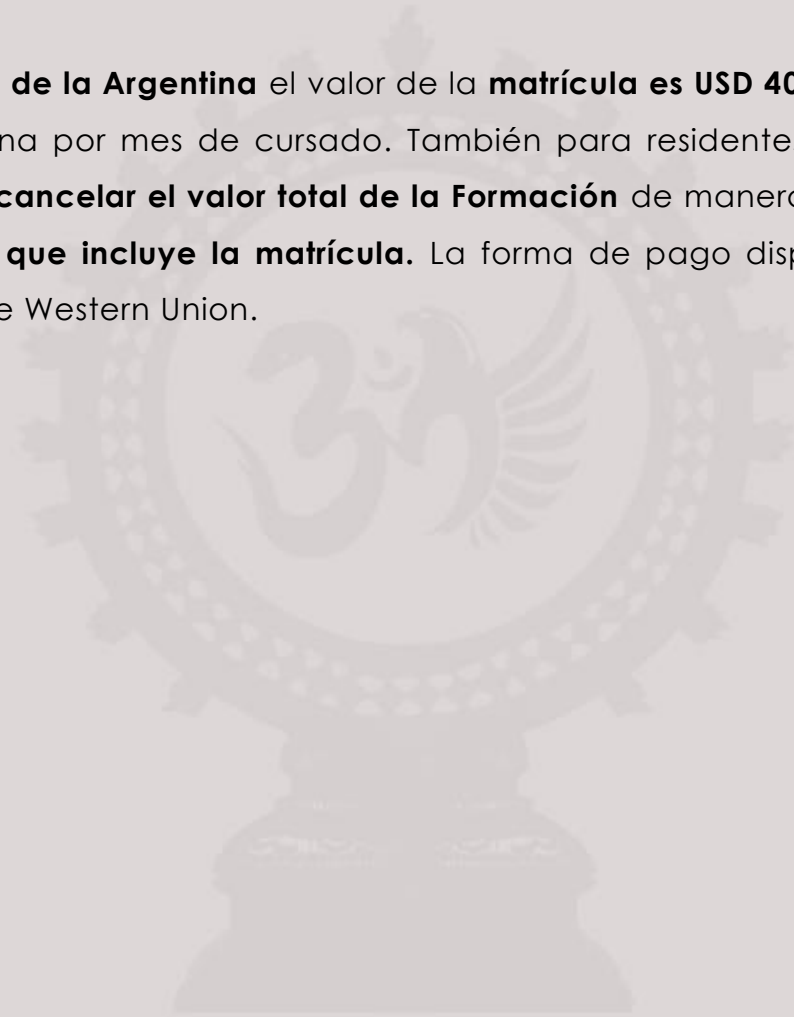 de la Argentina el valor de la matrícula es USD 40
na por mes de cursado. También para residente
cancelar el valor total de la Formación de manera
que incluye la matrícula. La forma de pago disp
e Western Union.